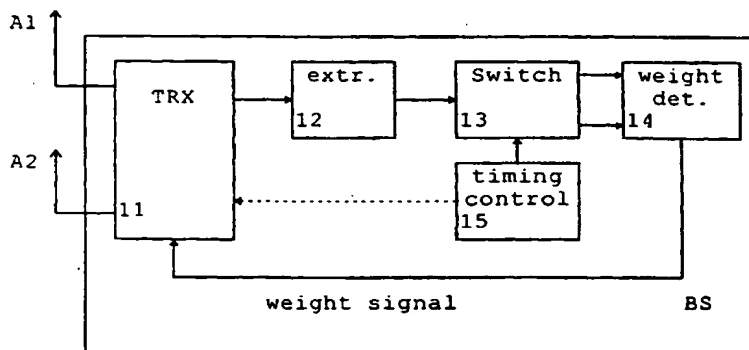 A1
TRX
extr.
12
Switch
13
weight
det.
14
A2
11
timing
control
15
weight signal
BS